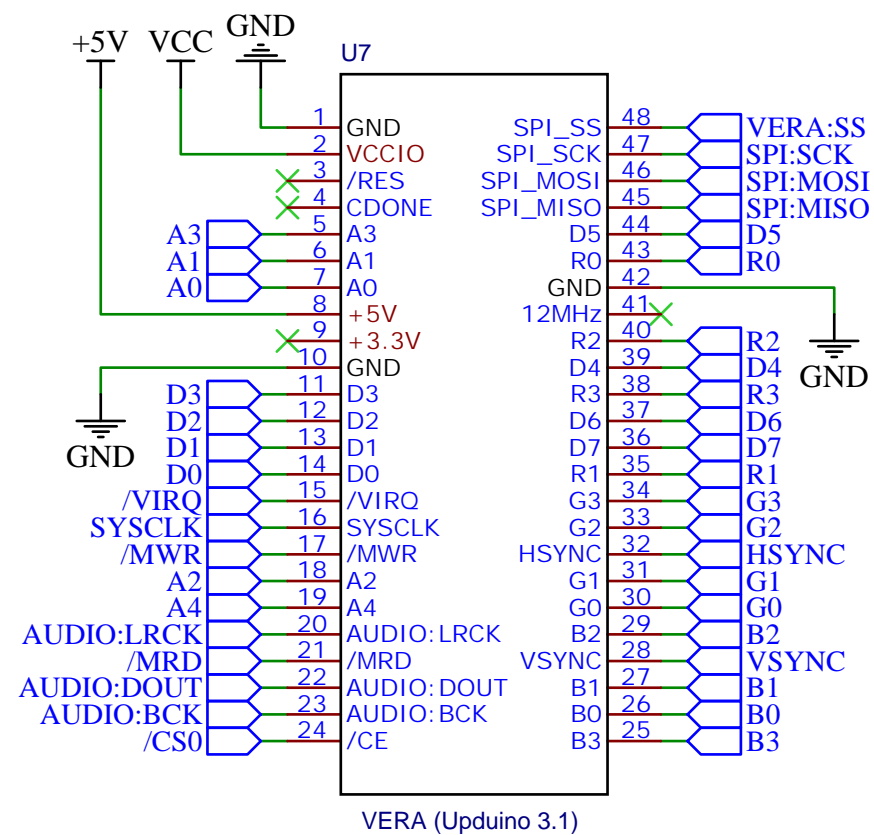 +5V VCC GND
U7
1 GND SPI_SS 48 VERA:SS
2 VCCIO SPI_SCK 47 SPI:SCK
3 /RES SPI_MOSI 46 SPI:MOSI
4 CDONE SPI_MISO 45 SPI:MISO
A3 5 A3 D5 44 D5
A1 6 A1 R0 43 R0
A0 7 A0 GND 42
8 +5V 12MHz 41
9 +3.3V R2 40 R2
10 GND D4 39 D4
GND
D3 11 D3 R3 38 R3
D2 12 D2 D6 37 D6
D1 13 D1 D7 36 D7
GND
D0 14 D0 R1 35 R1
/VIRQ 15 /VIRQ G3 34 G3
SYSCLK 16 SYSCLK G2 33 G2
/MWR 17 /MWR HSYNC 32 HSYNC
A2 18 A2 G1 31 G1
A4 19 A4 G0 30 G0
AUDIO:LRCK 20 AUDIO:LRCK B2 29 B2
/MRD 21 /MRD VSYNC 28 VSYNC
AUDIO:DOUT 22 AUDIO:DOUT B1 27 B1
AUDIO:BCK 23 AUDIO:BCK B0 26 B0
/CS0 24 /CE B3 25 B3
VERA (Upduino 3.1)